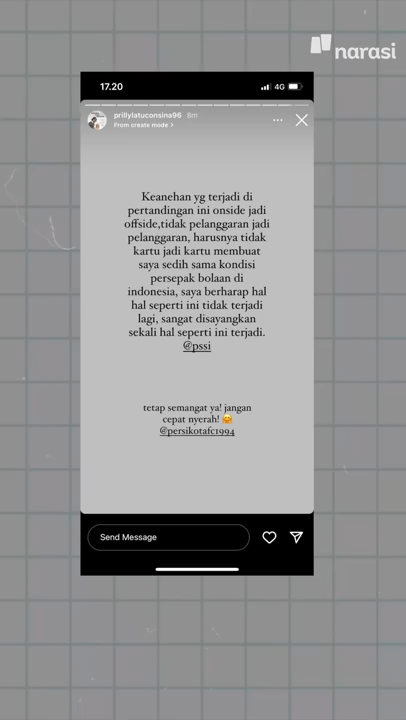 narasi
17.20
4G
prillylatuconsina96 8m
From create mode >
Keanehan yg terjadi di
pertandingan ini onside jadi
offside,tidak pelanggaran jadi
pelanggaran, harusnya tidak
kartu jadi kartu membuat
saya sedih sama kondisi
persepak bolaan di
indonesia, saya berharap hal
hal seperti ini tidak terjadi
lagi, sangat disayangkan
sekali hal seperti ini terjadi.
@pssi
tetap semangat ya! jangan
cepat nyerah! 🤗
@persikotafc1994
Send Message